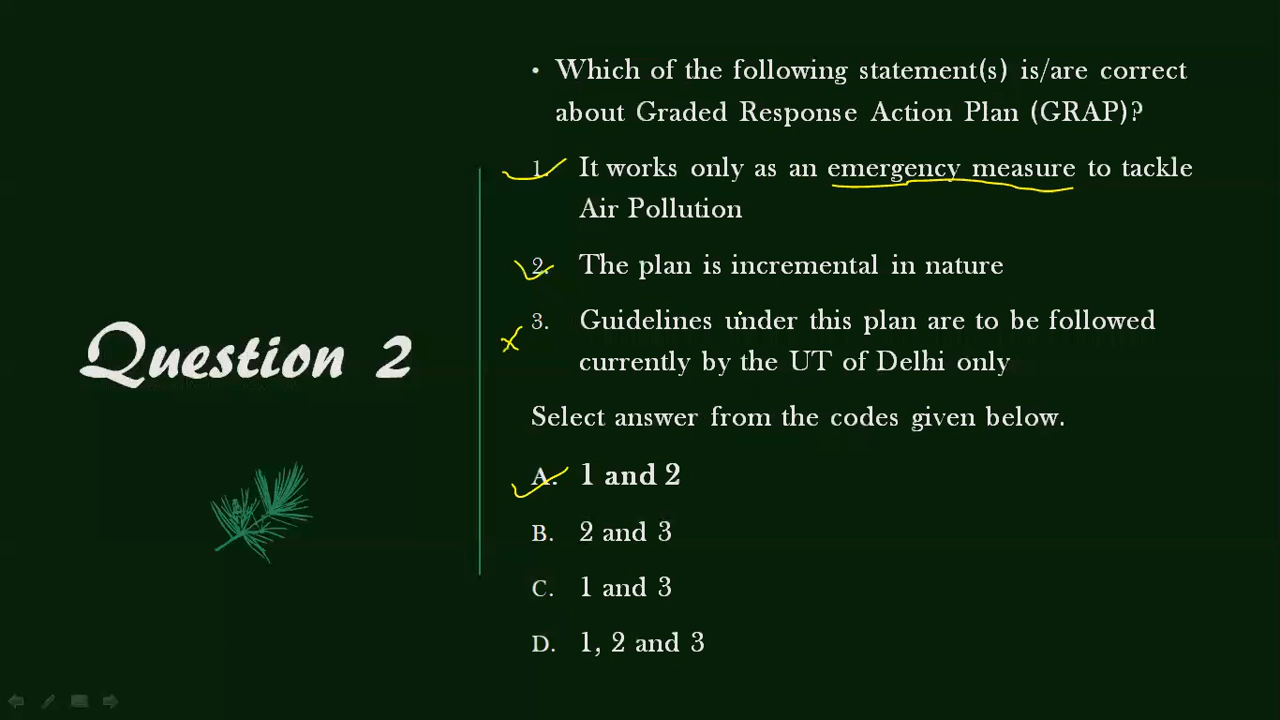 Question 2
• Which of the following statement(s) is/are correct
about Graded Response Action Plan (GRAP)?
1. It works only as an emergency measure to tackle
Air Pollution
2. The plan is incremental in nature
3. Guidelines under this plan are to be followed
currently by the UT of Delhi only
Select answer from the codes given below.
A. 1 and 2
B. 2 and 3
C. 1 and 3
D. 1, 2 and 3